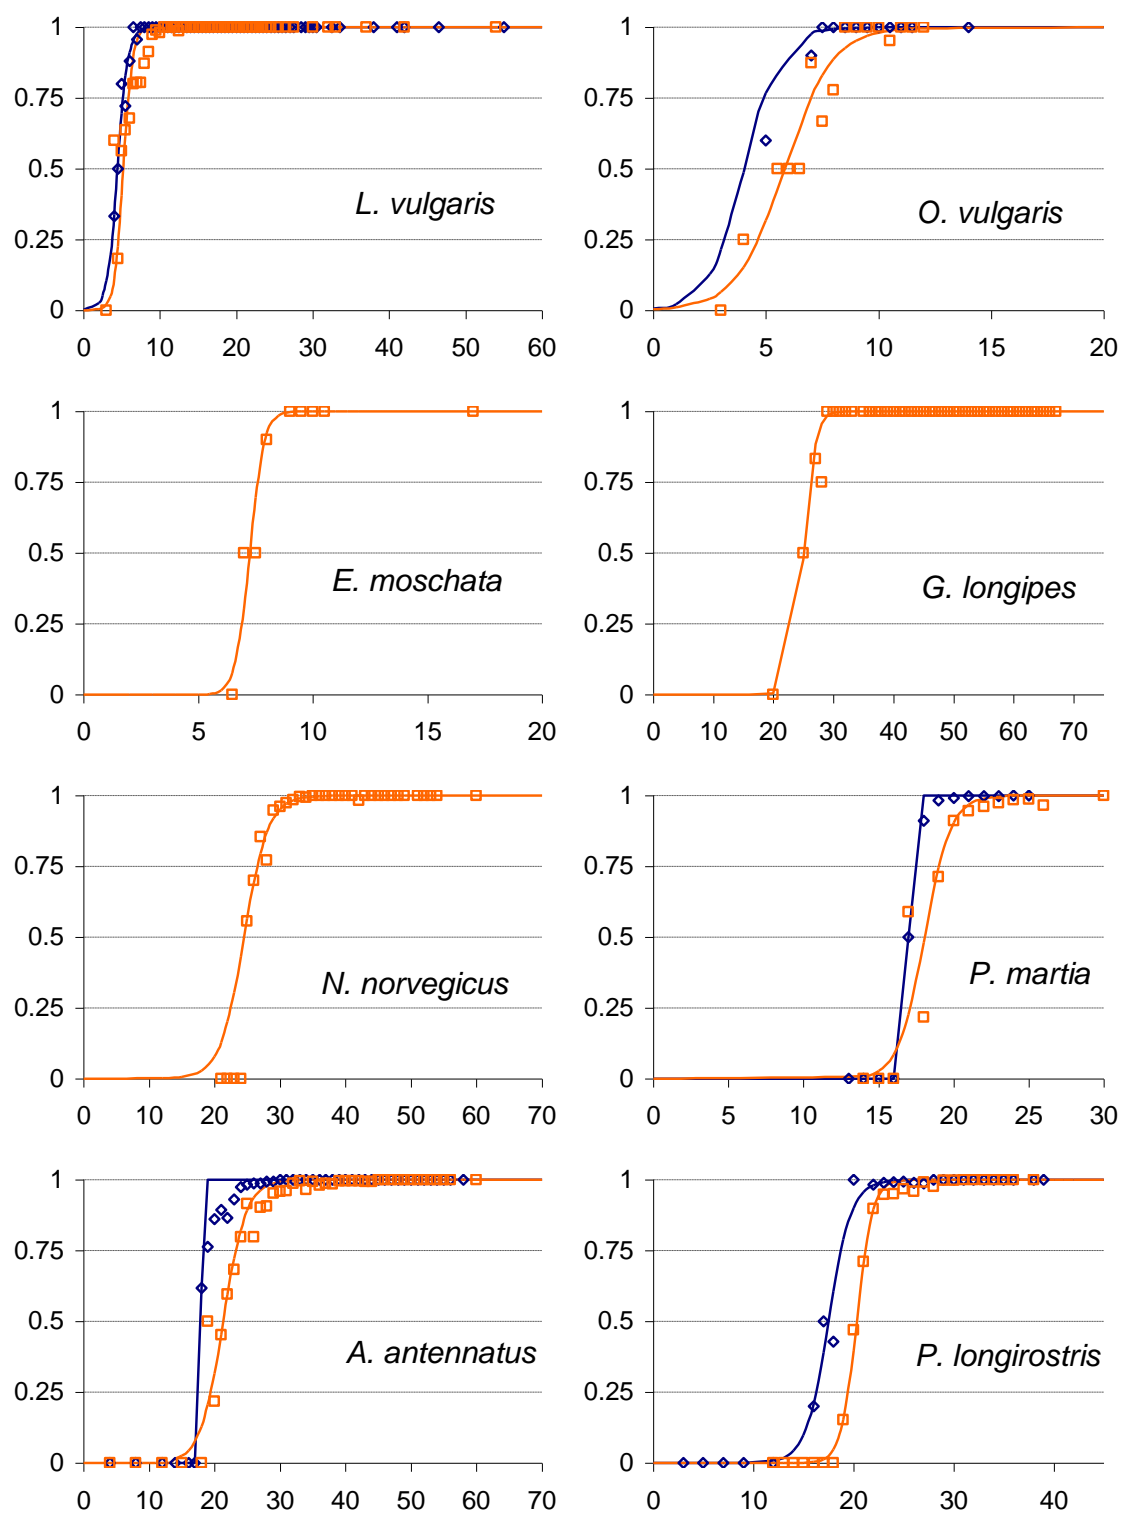 1 1
0.75 0.75
0.5 0.5
L. vulgaris O. vulgaris
0.25 0.25
0 0
0 10 20 30 40 50 60 0 5 10 15 20
1 1
0.75 0.75
0.5 0.5
E. moschata G. longipes
0.25 0.25
0 0
0 5 10 15 20 0 10 20 30 40 50 60 70
1 1
0.75 0.75
0.5 0.5
N. norvegicus P. martia
0.25 0.25
0 0
0 10 20 30 40 50 60 70 0 5 10 15 20 25 30
1 1
0.75 0.75
0.5 0.5
A. antennatus P. longirostris
0.25 0.25
0 0
0 10 20 30 40 50 60 70 0 10 20 30 40